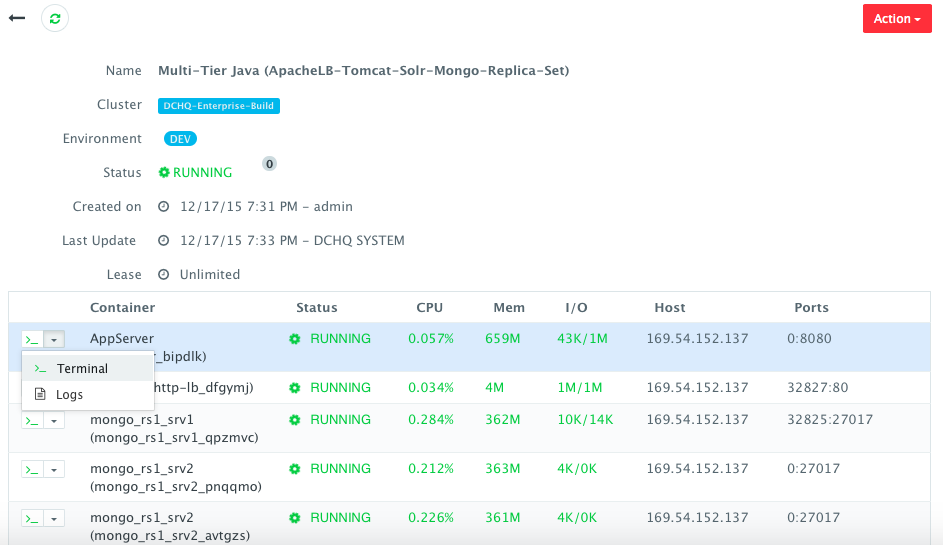 Action
Name Multi-Tier Java (ApacheLB-Tomcat-Solr-Mongo-Replica-Set)
Cluster DCHQ-Enterprise-Build
Environment DEV
Status RUNNING 0
Created on 12/17/15 7:31 PM - admin
Last Update 12/17/15 7:33 PM - DCHQ SYSTEM
Lease Unlimited
Container Status CPU Mem I/O Host Ports
AppServer RUNNING 0.057% 659M 43K/1M 169.54.152.137 0:8080
r_bipdlk)
Terminal
http-lb_dfgymj) RUNNING 0.034% 4M 1M/1M 169.54.152.137 32827:80
Logs
mongo_rs1_srv1 RUNNING 0.284% 362M 10K/14K 169.54.152.137 32825:27017
(mongo_rs1_srv1_qpzmvc)
mongo_rs1_srv2 RUNNING 0.212% 363M 4K/0K 169.54.152.137 0:27017
(mongo_rs1_srv2_pnqqmo)
mongo_rs1_srv2 RUNNING 0.226% 361M 4K/0K 169.54.152.137 0:27017
(mongo_rs1_srv2_avtgzs)